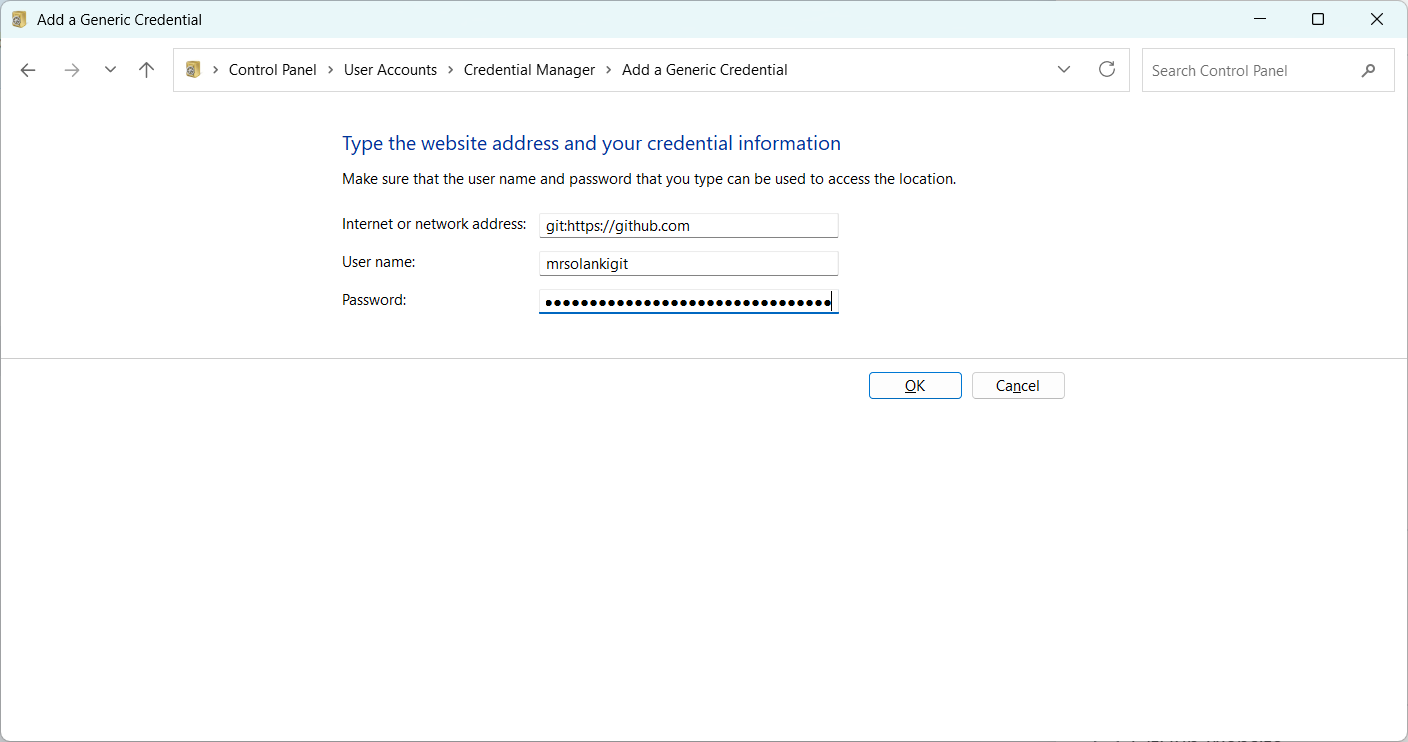 Add a Generic Credential
Control Panel > User Accounts > Credential Manager > Add a Generic Credential
Search Control Panel
Type the website address and your credential information
Make sure that the user name and password that you type can be used to access the location.
Internet or network address: git:https://github.com
User name: mrsolankigit
Password: ●●●●●●●●●●●●●●●●●●●●●●●●●●●●●●●●●
OK Cancel